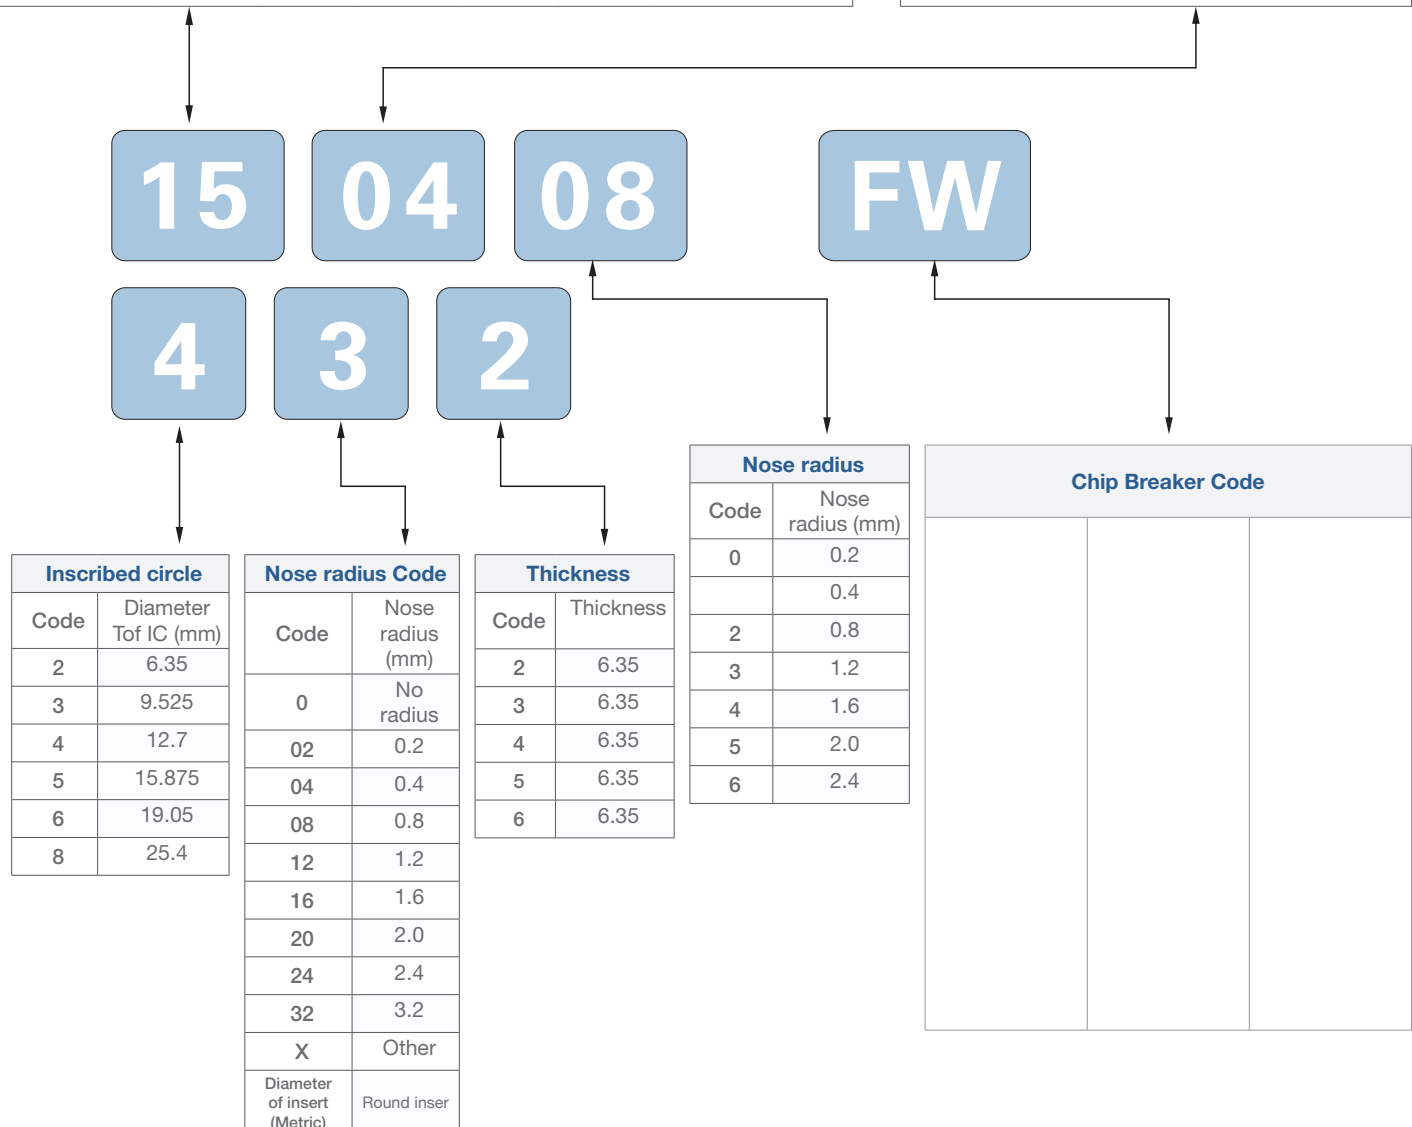 15 04 08 FW
4 3 2
Inscribed circle
Code Diameter
Tof IC (mm)
2 6.35
3 9.525
4 12.7
5 15.875
6 19.05
8 25.4
Nose radius Code
Code Nose
radius
(mm)
0 No
radius
02 0.2
04 0.4
08 0.8
12 1.2
16 1.6
20 2.0
24 2.4
32 3.2
X Other
Diameter
of insert
(Metric)
Round inser
Thickness
Code Thickness
2 6.35
3 6.35
4 6.35
5 6.35
6 6.35
Nose radius
Code Nose
radius (mm)
0 0.2
0.4
2 0.8
3 1.2
4 1.6
5 2.0
6 2.4
Chip Breaker Code